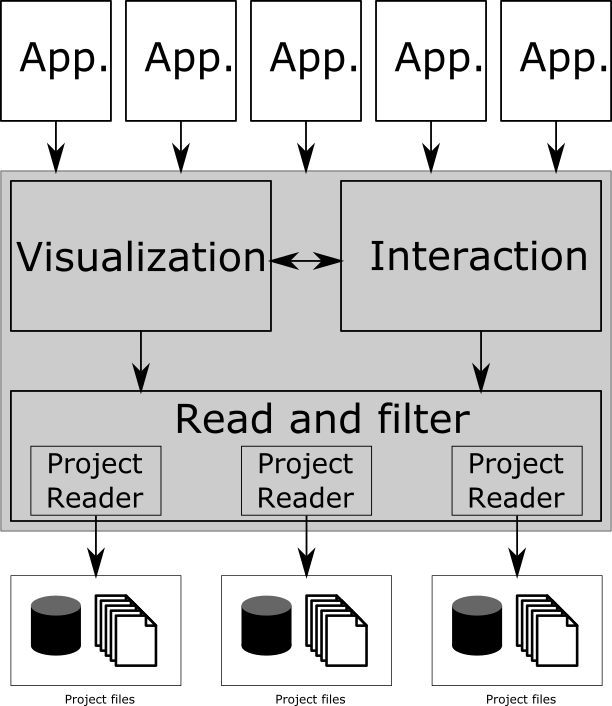 App. App. App. App. App.
Visualization Interaction
Read and filter
Project Project Project
Reader Reader Reader
Project files Project files Project files